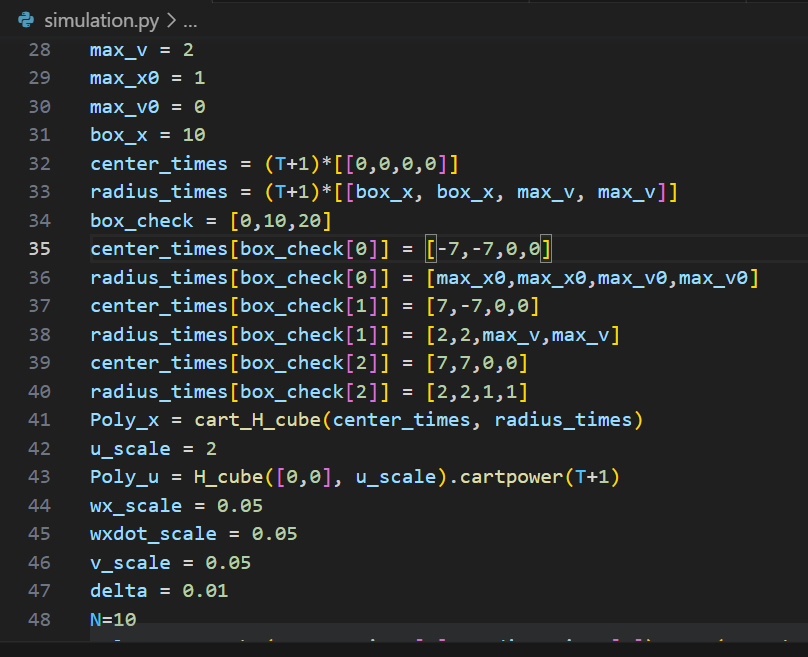 simulation.py > ...
28 max_v = 2
29 max_x0 = 1
30 max_v0 = 0
31 box_x = 10
32 center_times = (T+1)*[[0,0,0,0]]
33 radius_times = (T+1)*[[box_x, box_x, max_v, max_v]]
34 box_check = [0,10,20]
35 center_times[box_check[0]] = [-7,-7,0,0]
36 radius_times[box_check[0]] = [max_x0,max_x0,max_v0,max_v0]
37 center_times[box_check[1]] = [7,-7,0,0]
38 radius_times[box_check[1]] = [2,2,max_v,max_v]
39 center_times[box_check[2]] = [7,7,0,0]
40 radius_times[box_check[2]] = [2,2,1,1]
41 Poly_x = cart_H_cube(center_times, radius_times)
42 u_scale = 2
43 Poly_u = H_cube([0,0], u_scale).cartpower(T+1)
44 wx_scale = 0.05
45 wxdot_scale = 0.05
46 v_scale = 0.05
47 delta = 0.01
48 N=10